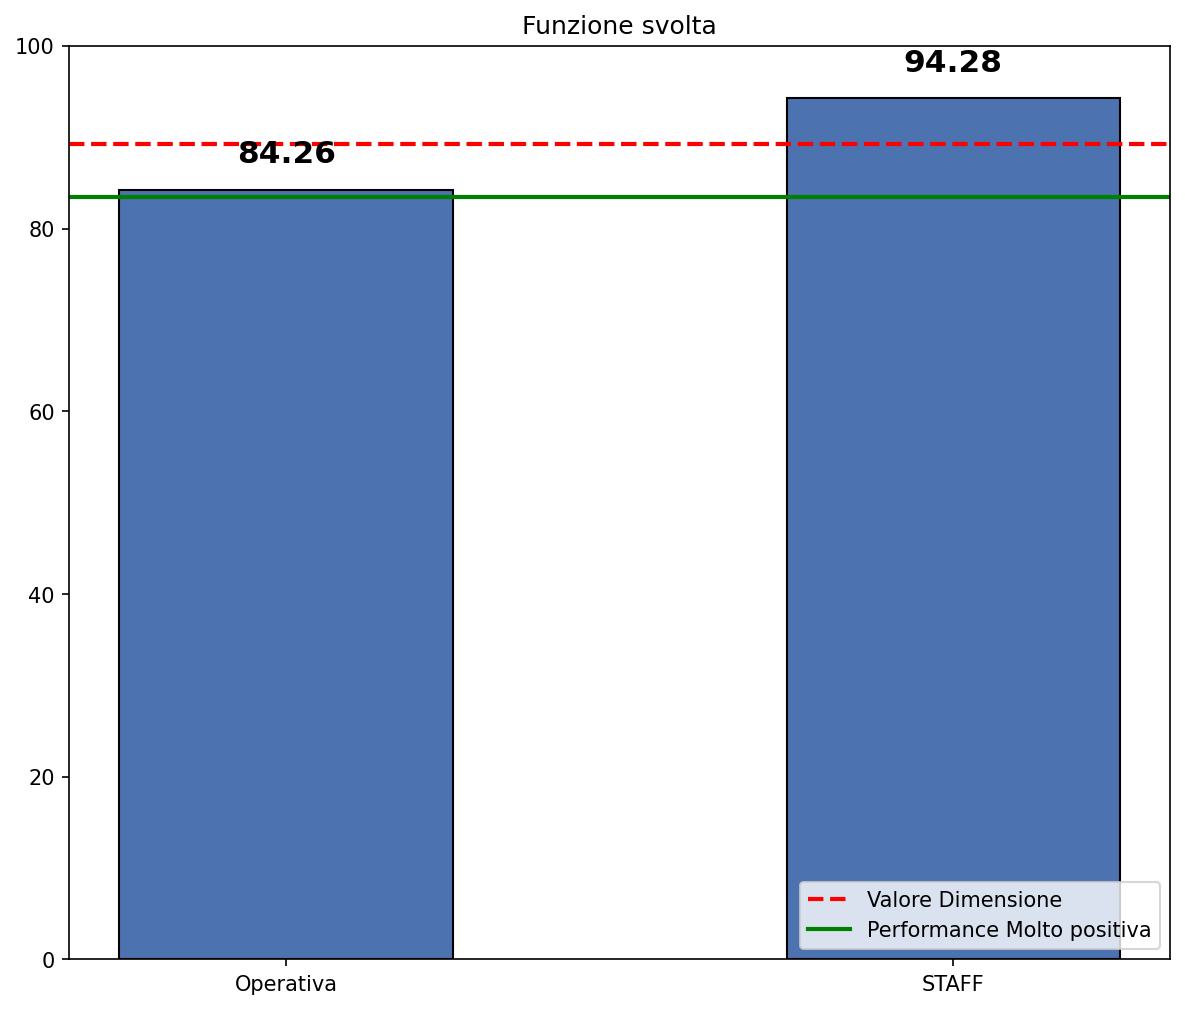 Funzione svolta
100
94.28
84.26
80
60
40
20
Valore Dimensione
Performance Molto positiva
0
Operativa
STAFF